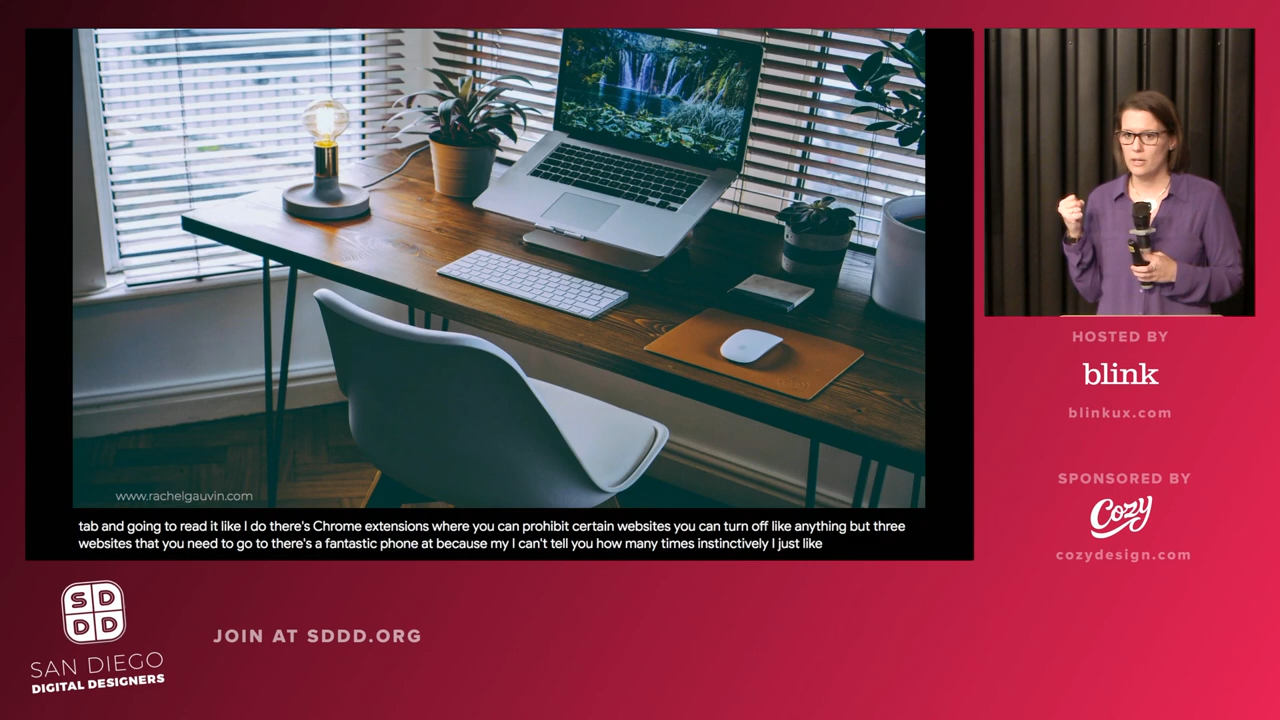 www.rachelgauvin.com
tab and going to read it like I do there's Chrome extensions where you can prohibit certain websites you can turn off like anything but three
websites that you need to go to there's a fantastic phone at because my I can't tell you how many times instinctively I just like
HOSTED BY
blink
blinkux.com
SPONSORED BY
Cozy
cozydesign.com
SD
DD
SAN DIEGO
DIGITAL DESIGNERS
JOIN AT SDDD.ORG